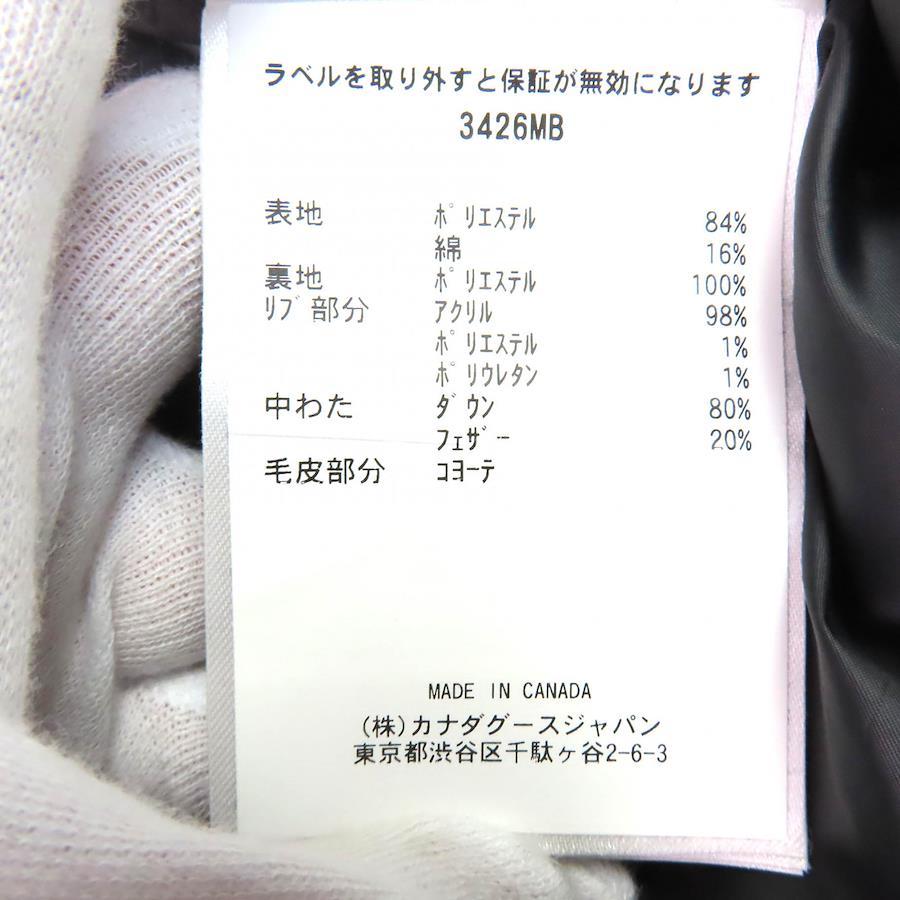 ラベルを取り外すと保証が無効になります
3426MB
表地 ﾎﾟﾘｴｽﾃﾙ 84%
綿 16%
裏地 ﾎﾟﾘｴｽﾃﾙ 100%
ﾘﾌﾞ部分 ｱｸﾘﾙ 98%
ﾎﾟﾘｴｽﾃﾙ 1%
ﾎﾟﾘｳﾚﾀﾝ 1%
中わた ﾀﾞｳﾝ 80%
ﾌｪｻﾞｰ 20%
毛皮部分 ｺﾖｰﾃ
MADE IN CANADA
(株)カナダグースジャパン
東京都渋谷区千駄ヶ谷2-6-3